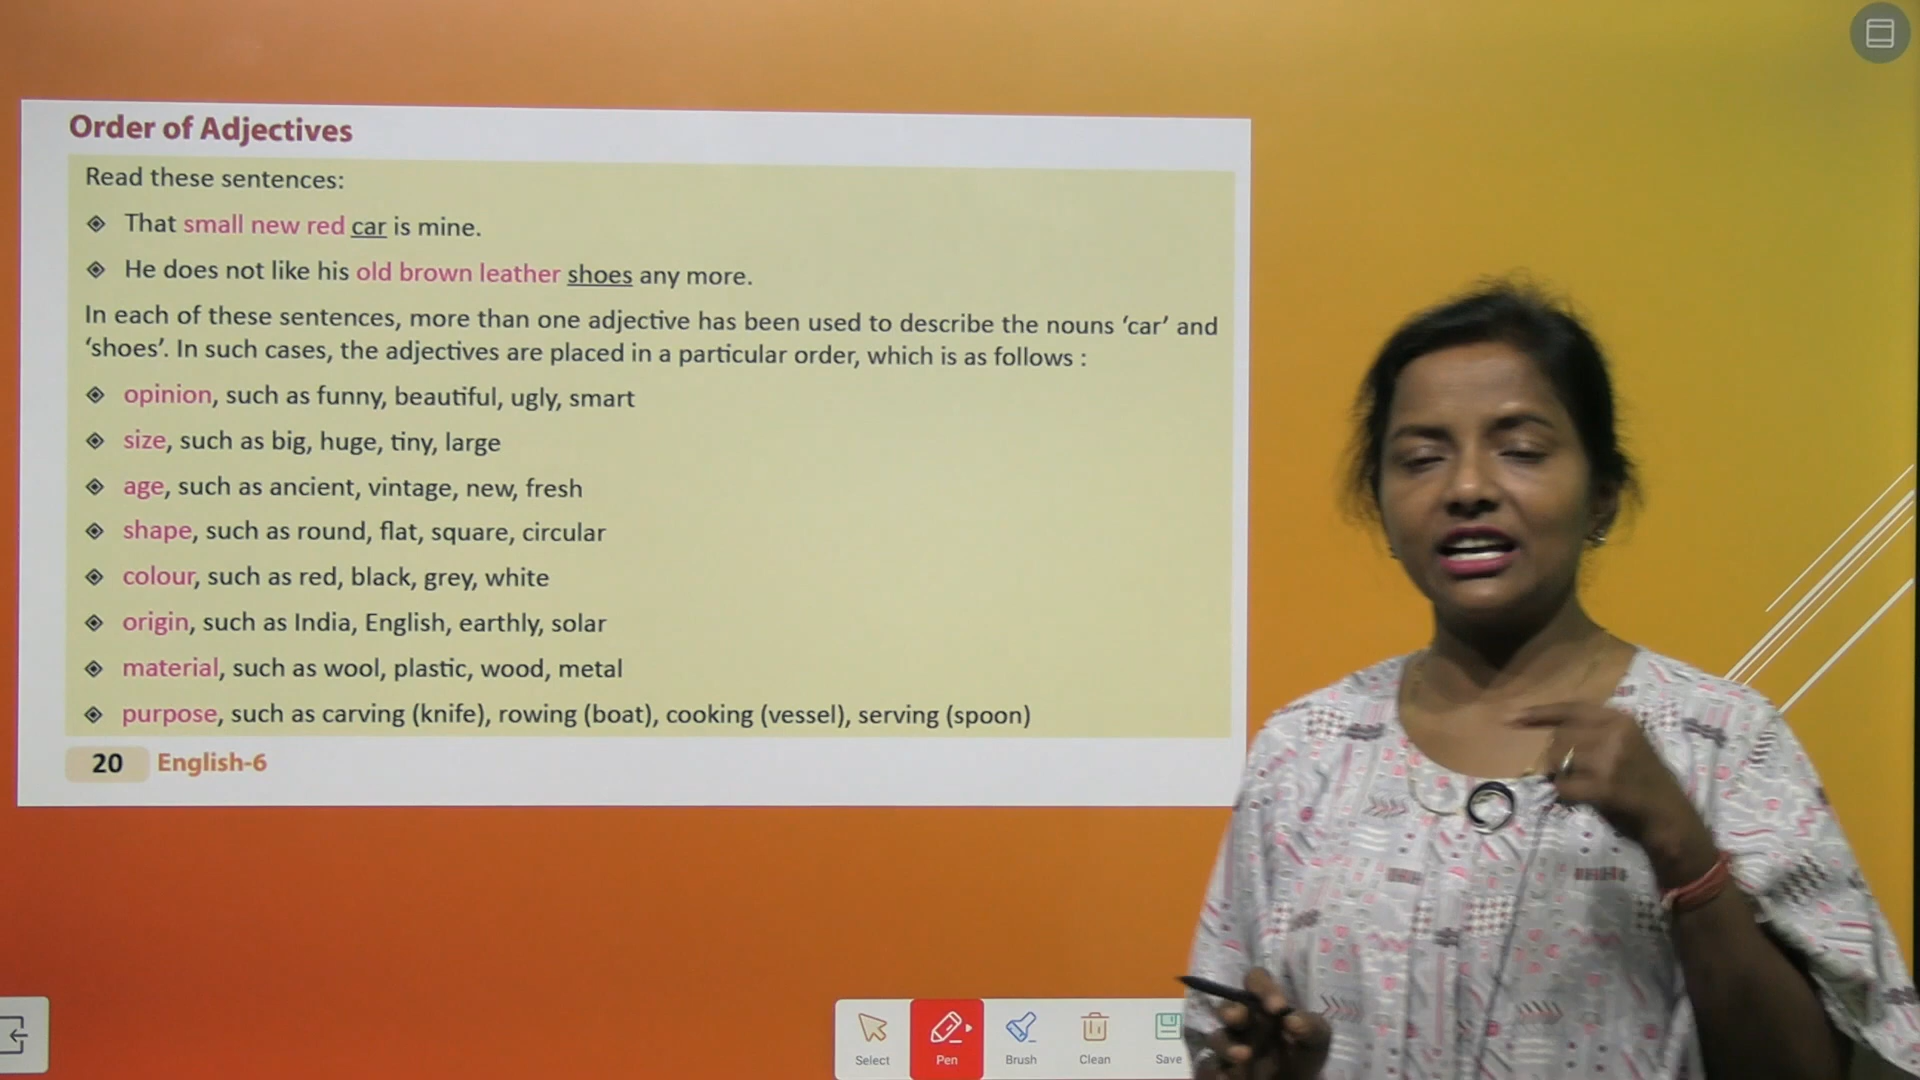 Order of Adjectives
Read these sentences:
That small new red car is mine.
He does not like his old brown leather shoes any more.
In each of these sentences, more than one adjective has been used to describe the nouns ‘car’ and
‘shoes’. In such cases, the adjectives are placed in a particular order, which is as follows :
opinion, such as funny, beautiful, ugly, smart
size, such as big, huge, tiny, large
age, such as ancient, vintage, new, fresh
shape, such as round, flat, square, circular
colour, such as red, black, grey, white
origin, such as India, English, earthly, solar
material, such as wool, plastic, wood, metal
purpose, such as carving (knife), rowing (boat), cooking (vessel), serving (spoon)
20 English-6
Select Pen Brush Clean Save